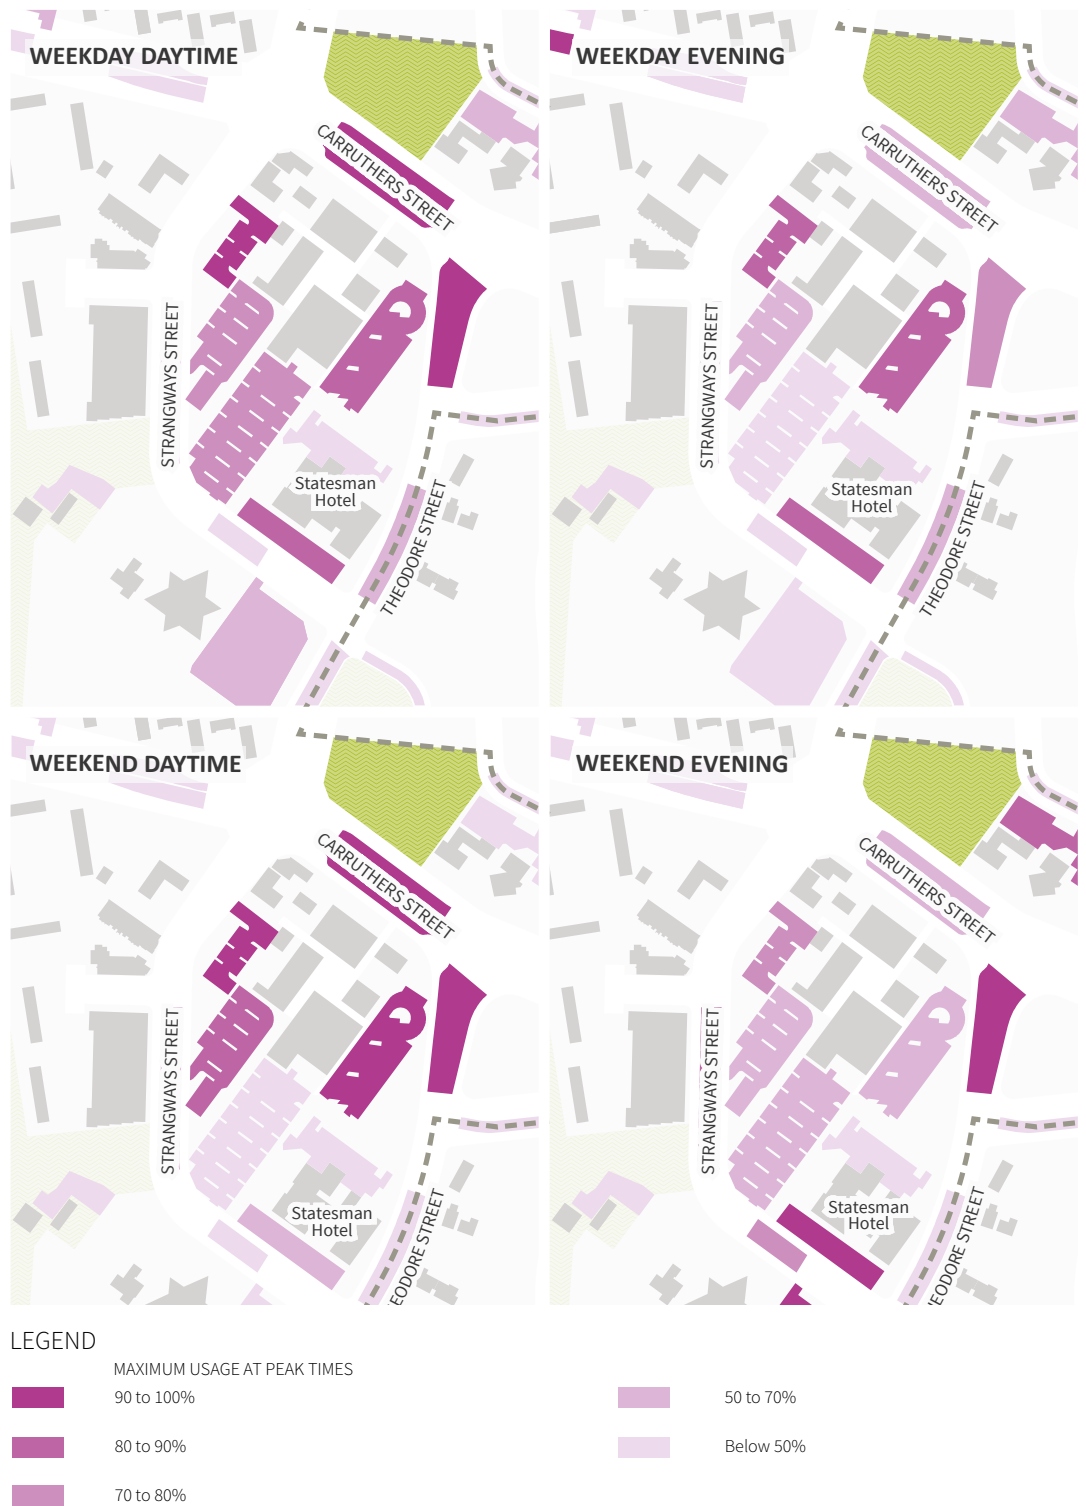 WEEKDAY DAYTIME
CARRUTHERS STREET
STRANGWAYS STREET
Statesman
Hotel
THEODORE STREET
WEEKDAY EVENING
CARRUTHERS STREET
STRANGWAYS STREET
Statesman
Hotel
THEODORE STREET
WEEKEND DAYTIME
CARRUTHERS STREET
STRANGWAYS STREET
Statesman
Hotel
EODORE STREET
WEEKEND EVENING
CARRUTHERS STREET
STRANGWAYS STREET
Statesman
Hotel
EODORE STREET
LEGEND
MAXIMUM USAGE AT PEAK TIMES
90 to 100%
80 to 90%
70 to 80%
50 to 70%
Below 50%